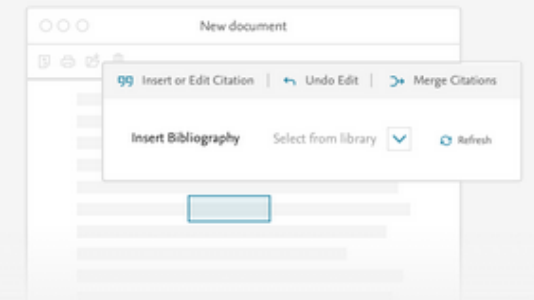 New document
Insert or Edit Citation | Undo Edit | Merge Citations
Insert Bibliography Select from library Refresh